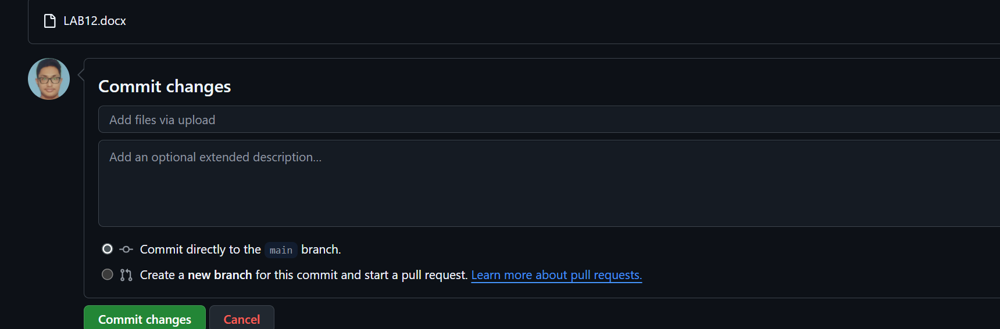 LAB12.docx
Commit changes
Add files via upload
Add an optional extended description...
Commit directly to the main branch.
Create a new branch for this commit and start a pull request. Learn more about pull requests.
Commit changes Cancel